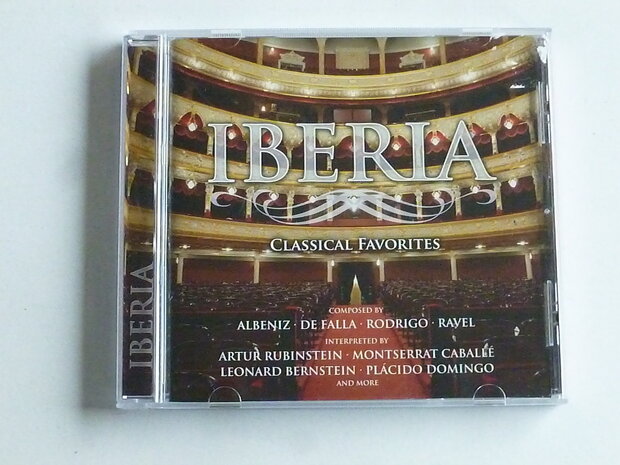 IBERIA
CLASSICAL FAVORITES
COMPOSED BY
ALBENIZ · DE FALLA · RODRIGO · RAVEL
INTERPRETED BY
ARTUR RUBINSTEIN · MONTSERRAT CABALLÉ
LEONARD BERNSTEIN · PLÁCIDO DOMINGO
AND MORE
IBERIA